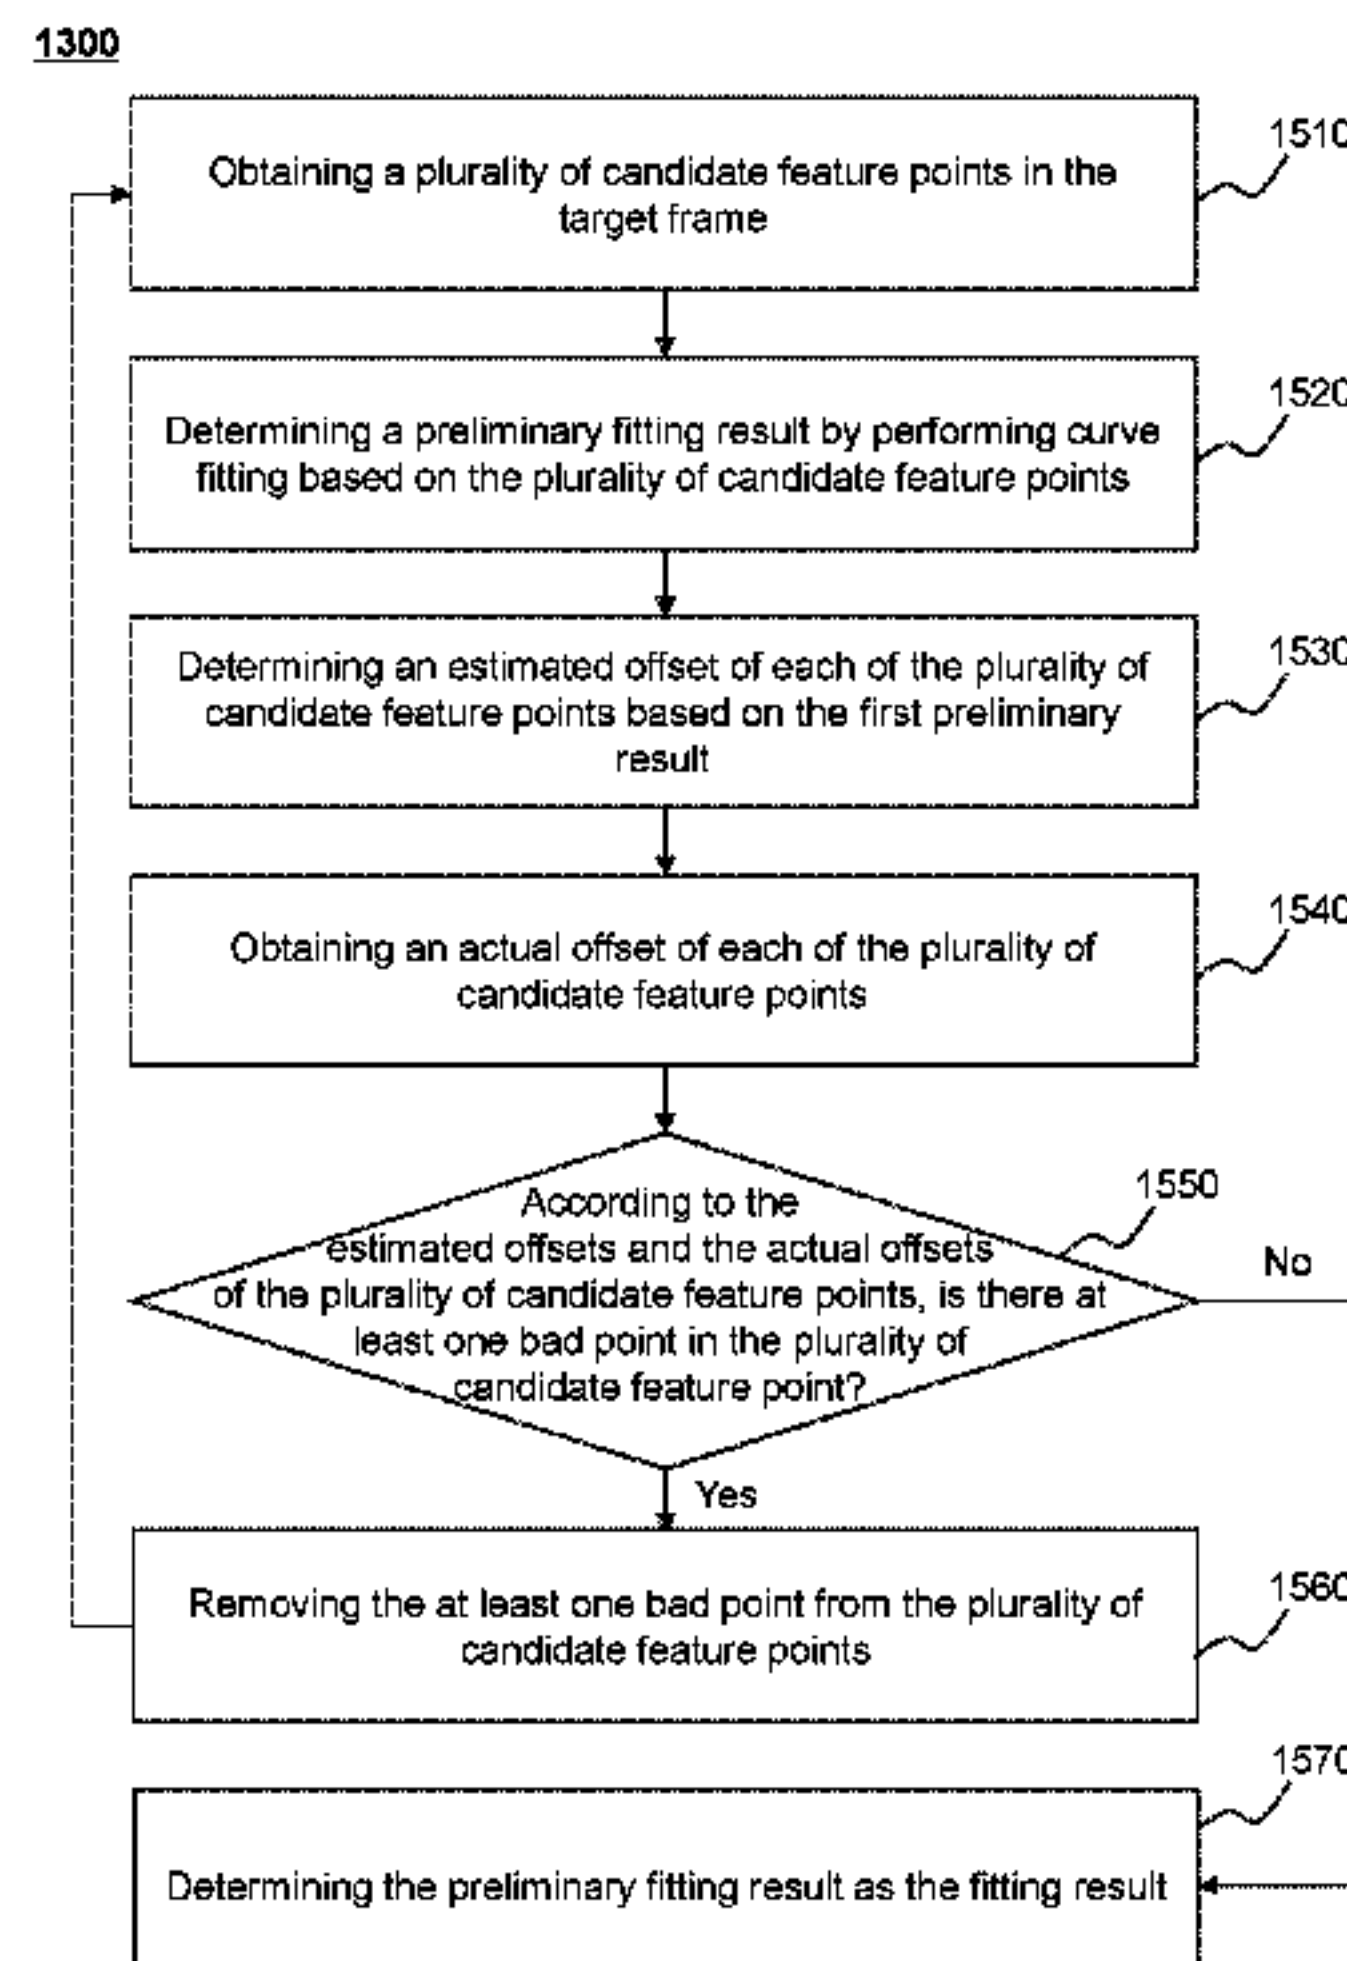 1300
Obtaining a plurality of candidate feature points in the
target frame
1510
Determining a preliminary fitting result by performing curve
fitting based on the plurality of candidate feature points
1520
Determining an estimated offset of each of the plurality of
candidate feature points based on the first preliminary
result
1530
Obtaining an actual offset of each of the plurality of
candidate feature points
1540
According to the
estimated offsets and the actual offsets
of the plurality of candidate feature points, is there at
least one bad point in the plurality of
candidate feature point?
1550
No
Yes
Removing the at least one bad point from the plurality of
candidate feature points
1560
1570
Determining the preliminary fitting result as the fitting result